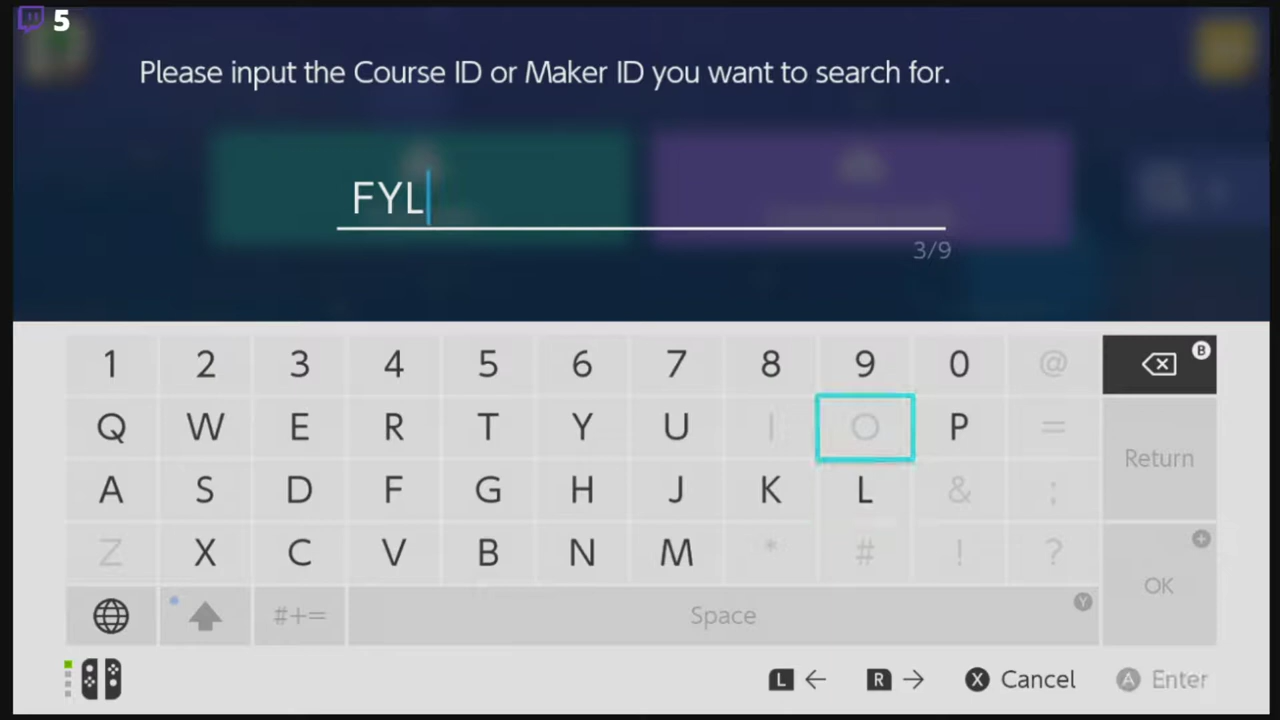 5
Please input the Course ID or Maker ID you want to search for.
FYL
3/9
1 2 3 4 5 6 7 8 9 0 @ B
Q W E R T Y U I O P = Return
A S D F G H J K L & ;
Z X C V B N M * # ! ? + OK
#+= Space Y
L ← R → X Cancel A Enter